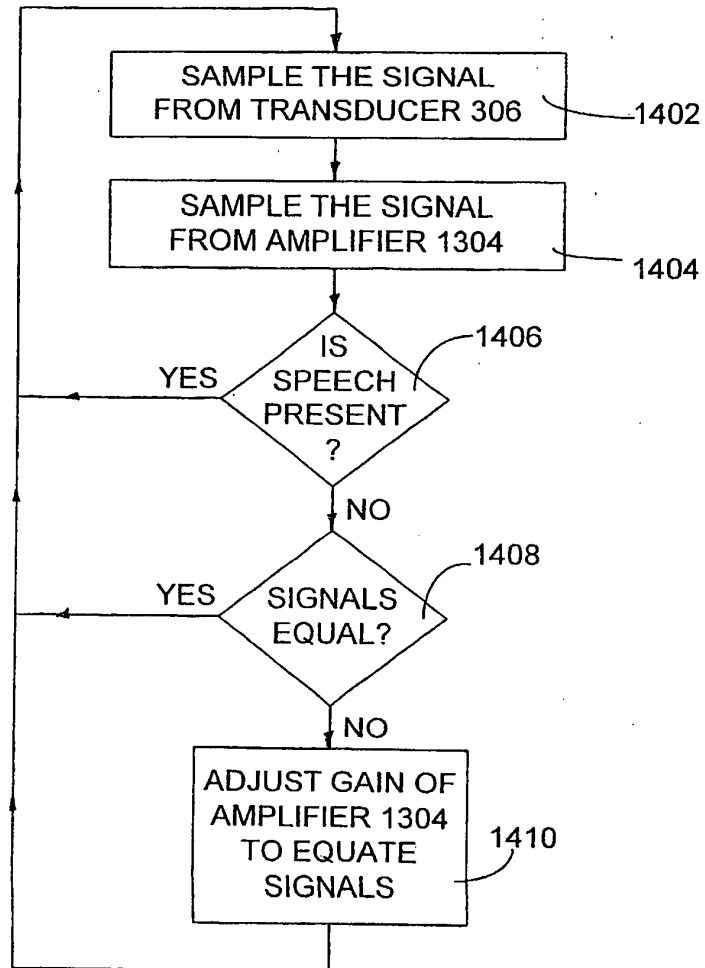 SAMPLE THE SIGNAL
FROM TRANSDUCER 306
1402
SAMPLE THE SIGNAL
FROM AMPLIFIER 1304
1404
IS
SPEECH
PRESENT
?
1406
YES
NO
SIGNALS
EQUAL?
1408
YES
NO
ADJUST GAIN OF
AMPLIFIER 1304
TO EQUATE
SIGNALS
1410